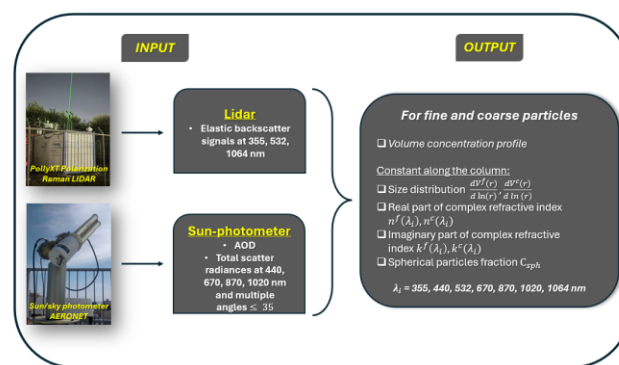 INPUT
OUTPUT
PollyXT Polarization
Raman LIDAR
Lidar
• Elastic backscatter
signals at 355, 532,
1064 nm
Sun/sky photometer
AERONET
Sun-photometer
• AOD
• Total scatter
radiances at 440,
670, 870, 1020 nm
and multiple
angles ≤ 35
For fine and coarse particles
❑ Volume concentration profile
Constant along the column:
❑ Size distribution dV^f(r)/d ln(r), dV^c(r)/d ln(r)
❑ Real part of complex refractive index
n^f(λ_i), n^c(λ_i)
❑ Imaginary part of complex refractive
index k^f(λ_i), k^c(λ_i)
❑ Spherical particles fraction C_sph
λ_i = 355, 440, 532, 670, 870, 1020, 1064 nm